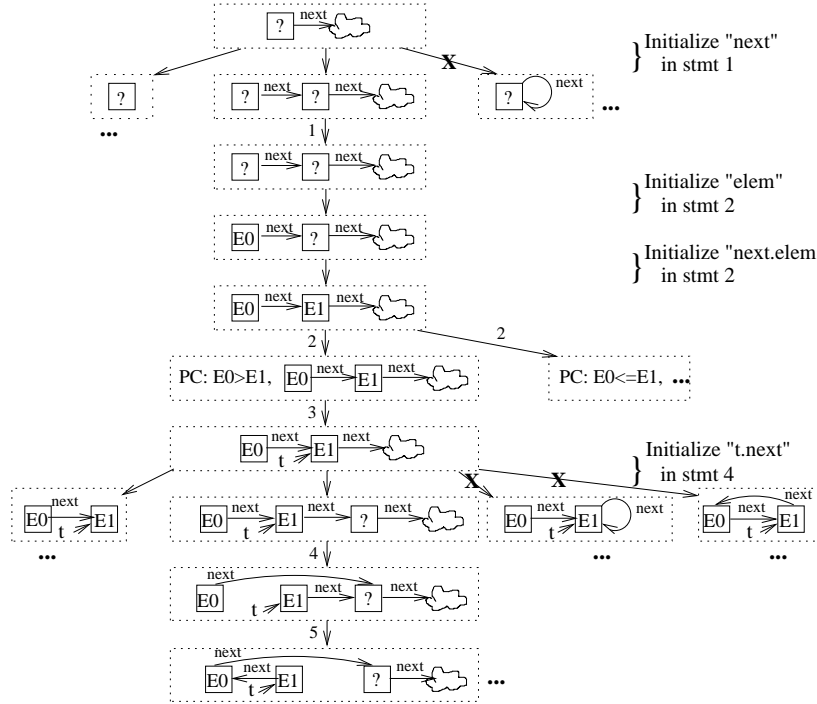 next
?
Initialize "next"
in stmt 1
X
?
...
next
next
? ?
next
?
...
1
next
next
? ?
Initialize "elem"
in stmt 2
next
next
E0 ?
Initialize "next.elem
in stmt 2
next
next
E0 E1
2
2
PC: E0>E1,
next
next
E0 E1
PC: E0<=E1, ...
3
next
next
E0 E1
t
Initialize "t.next"
in stmt 4
X X
next
E0 E1
t
...
next
next
next
E0 E1 ?
t
next
next
E0 E1
t
...
next
next
E0 E1
t
...
4
next
next
next
E0 E1 ?
t
5
next
next
next
E0 E1 ?
t
...